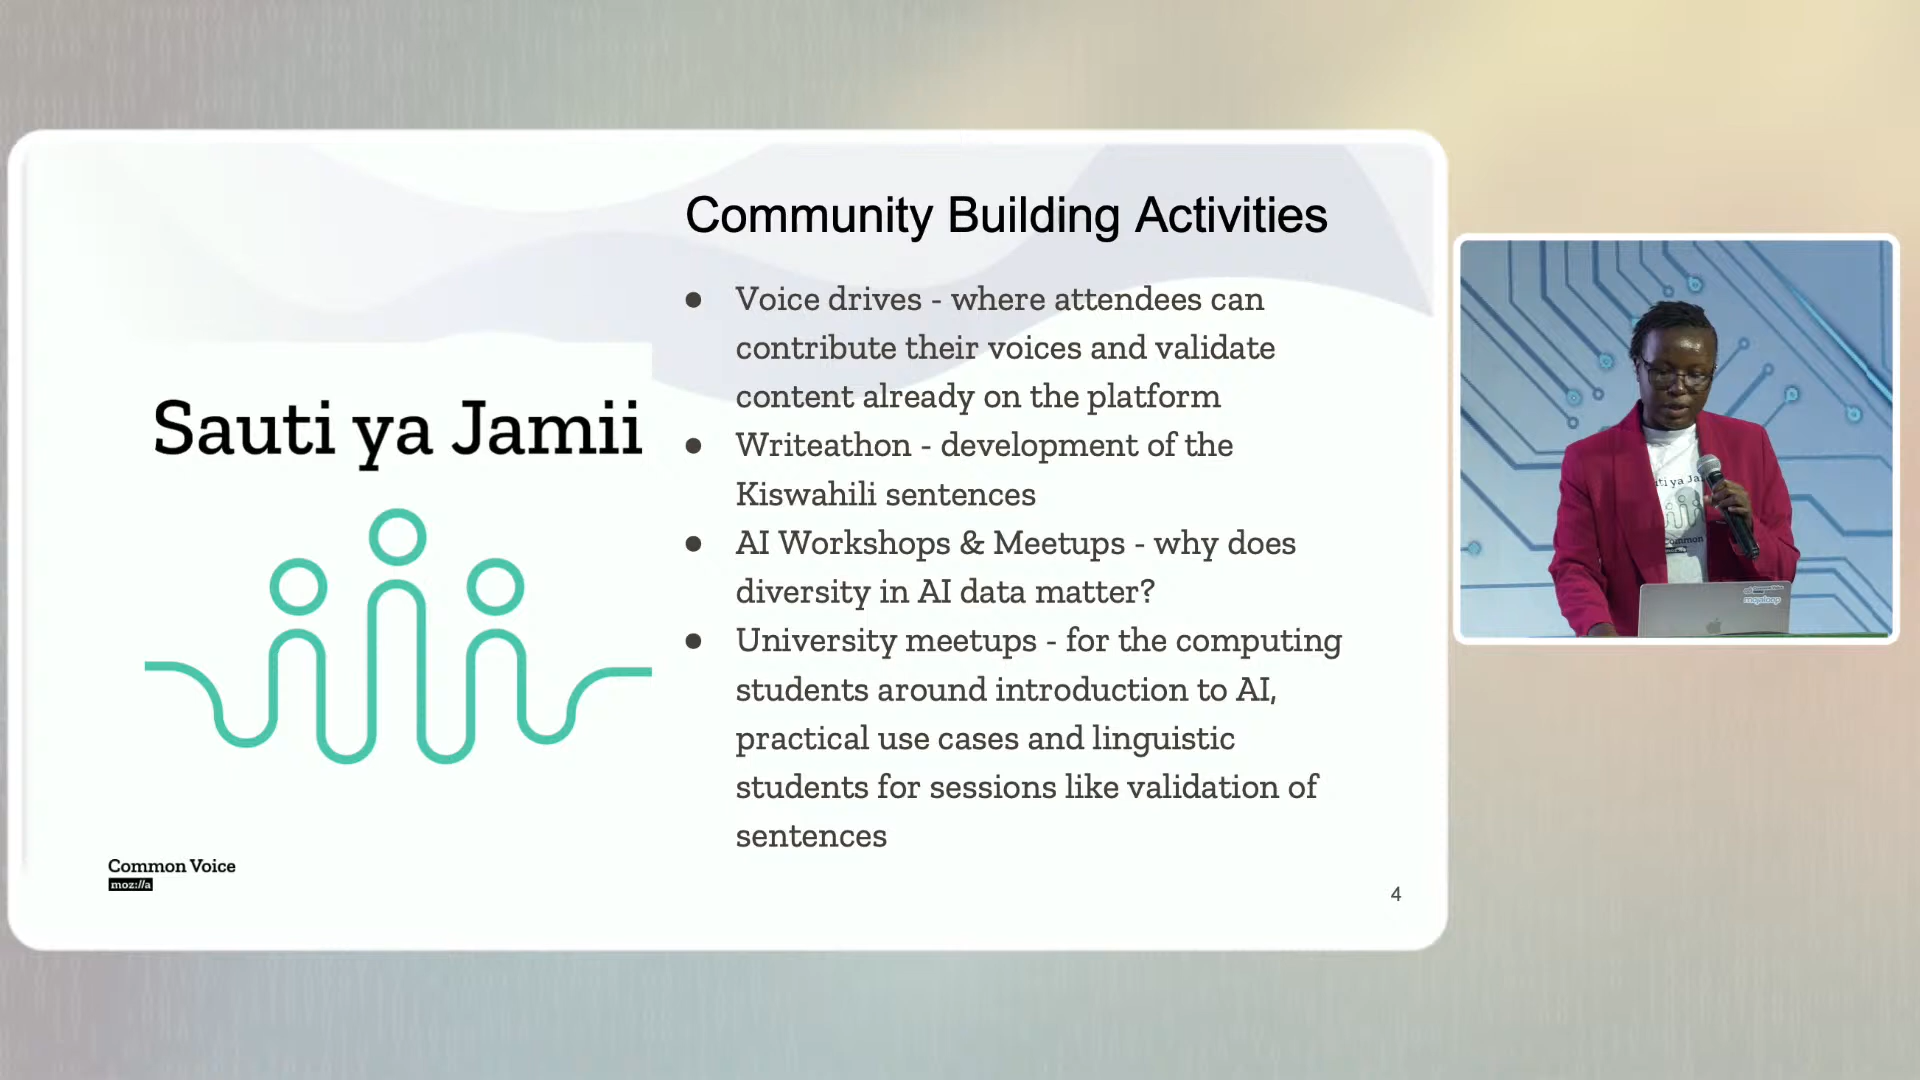 Community Building Activities
Sauti ya Jamii
● Voice drives - where attendees can
contribute their voices and validate
content already on the platform
● Writeathon - development of the
Kiswahili sentences
● AI Workshops & Meetups - why does
diversity in AI data matter?
● University meetups - for the computing
students around introduction to AI,
practical use cases and linguistic
students for sessions like validation of
sentences
Common Voice
moz://a
4